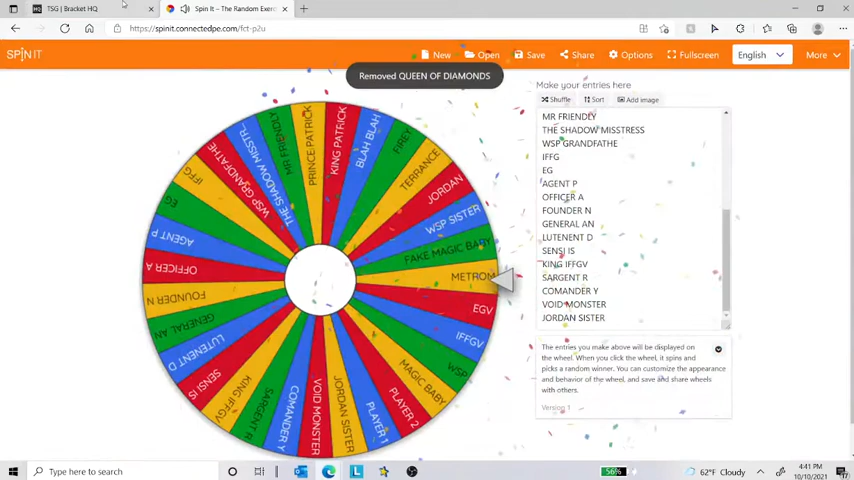 TSG | Bracket HQ
Spin It – The Random Exerc
https://spinit.connectedpe.com/fct-p2u
SPIN IT
New
Open
Save
Share
Options
Fullscreen
English
More
Removed QUEEN OF DIAMONDS
Make your entries here
Shuffle
Sort
Add image
MR FRIENDLY
THE SHADOW MISSTRESS
WSP GRANDFATHE
IFFG
EG
AGENT P
OFFICER A
FOUNDER N
GENERAL AN
LUTENENT D
SENSI IS
KING IFFGV
SARGENT R
COMANDER Y
VOID MONSTER
JORDAN SISTER
The entries you make above will be displayed on
the wheel. When you click the wheel, it spins and
picks a random winner. You can customize the appearance
and behavior of the wheel, and save and share wheels
with others.
Version 1
KING PATRICK
BLAH BLAH
FIREY
TERRANCE
JORDAN
WSP SISTER
FAKE MAGIC BABY
METROM
EGV
IFFGV
WSP
MAGIC BABY
PLAYER 2
PLAYER 1
JORDAN SISTER
VOID MONSTER
COMANDER Y
SARGENT R
KING IFFGV
SENSI IS
LUTENENT D
GENERAL AN
FOUNDER N
OFFICER A
AGENT P
EG
IFFG
WSP GRANDFATHE
THE SHADOW MISSTR...
MR FRIENDLY
PRINCE PATRICK
Type here to search
56%
62°F Cloudy
4:41 PM
10/10/2021